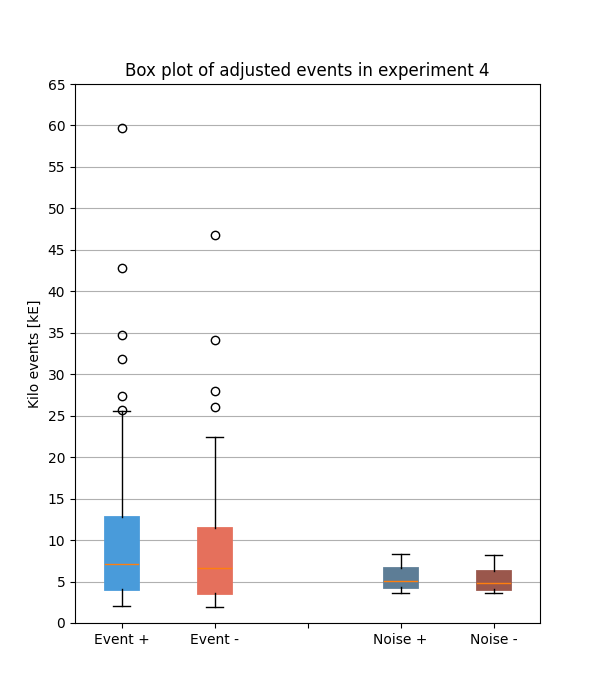 Box plot of adjusted events in experiment 4
65
60
55
50
45
40
35
30
25
20
15
10
5
0
Kilo events [kE]
Event +
Event -
Noise +
Noise -